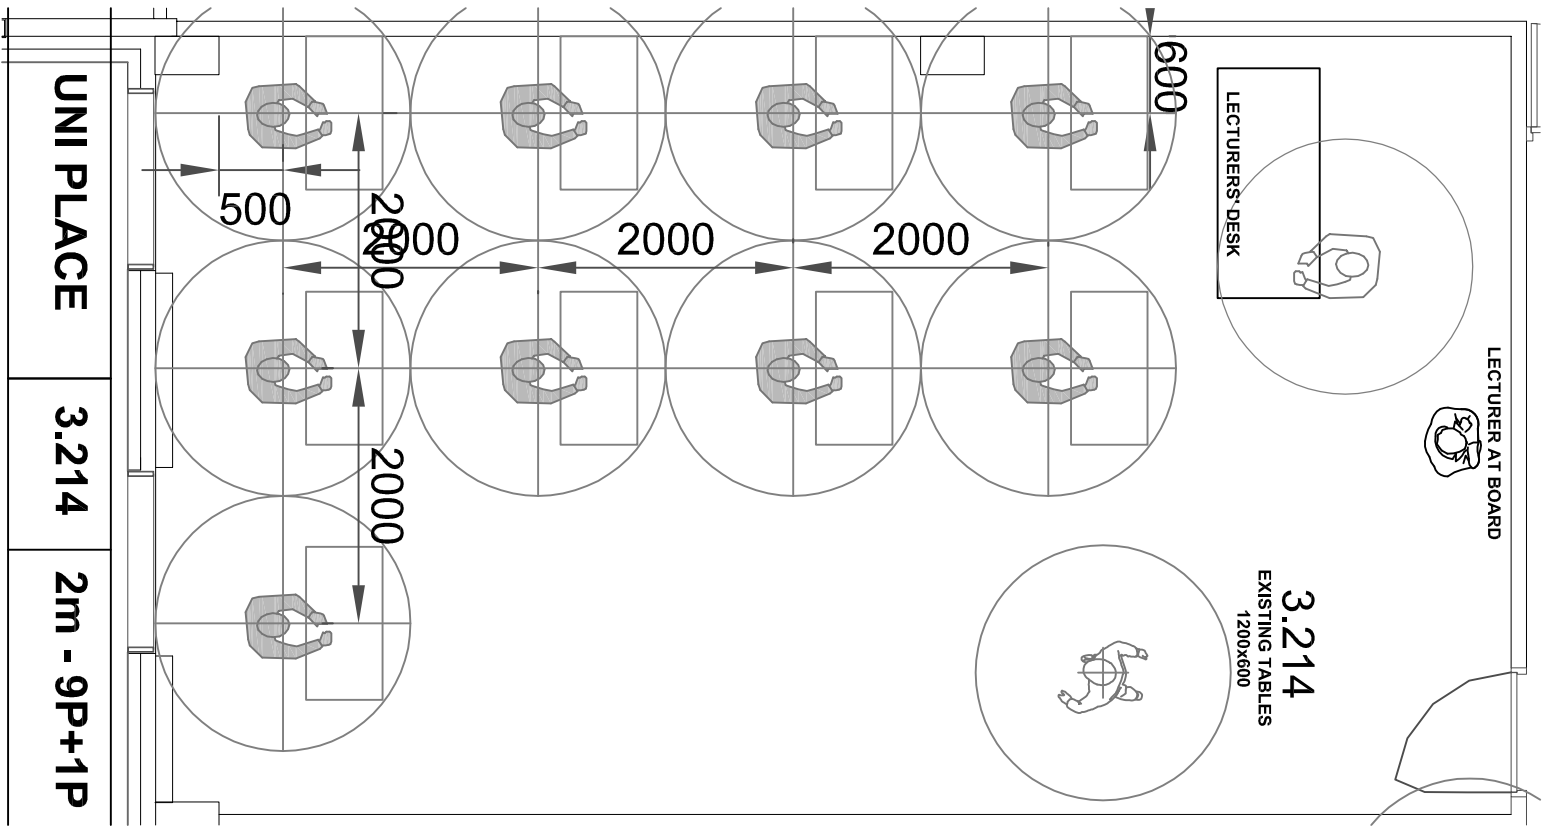 UNI PLACE
3.214
2m - 9P+1P
600
500
2000
2000
2000
2000
2000
LECTURERS' DESK
LECTURER AT BOARD
3.214
EXISTING TABLES
1200x600